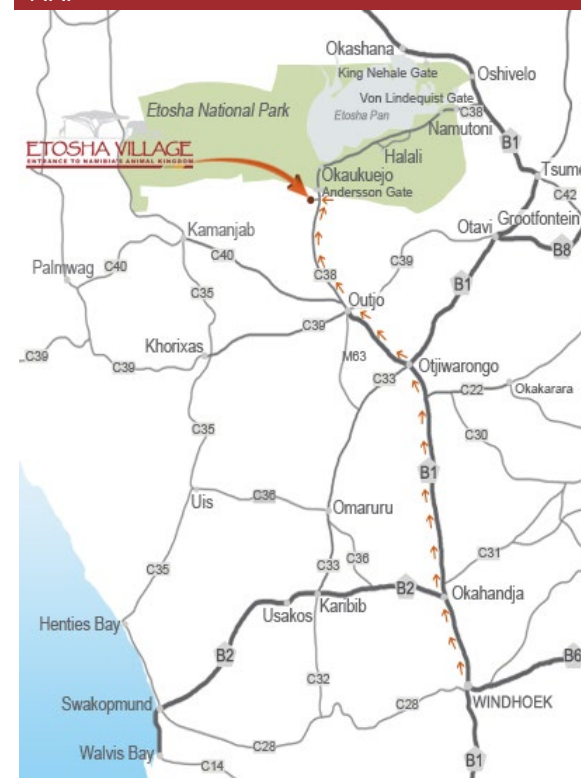 Okashana
King Nehale Gate
Oshivelo
Etosha National Park
Von Lindequist Gate
Etosha Pan
C38
Namutoni
B1
ETOSHA VILLAGE
ENTRANCE TO NAMIBIA'S ANIMAL KINGDOM
Halali
Okaukuejo
Andersson Gate
Tsume
C42
Grootfontein
Otavi
B8
Kamanjab
C40
C40
C39
Palmwag
C38
B1
C35
Outjo
C39
C39
Khorixas
C39
M63
Otjiwarongo
C33
C22
Okakarara
C35
C30
B1
Uis
C36
Omaruru
C31
C36
C33
C35
B2
Okahandja
Usakos
Karibib
Henties Bay
B2
B6
C32
Swakopmund
C28
WINDHOEK
C28
Walvis Bay
C14
B1